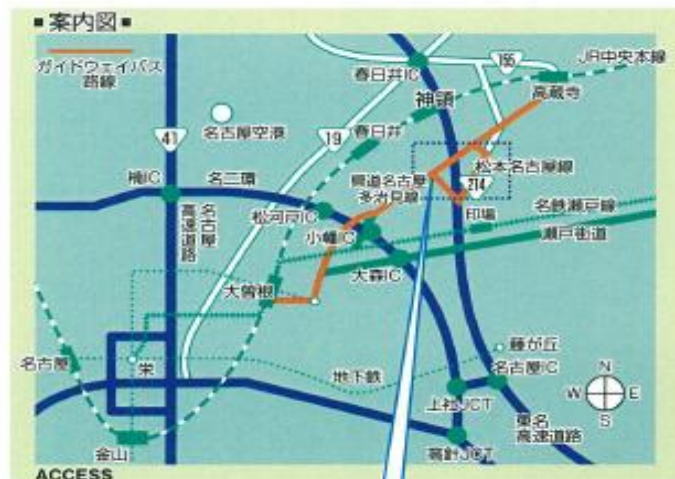 ■案内図■
ガイドウェイバス
路線
155
JR中央本線
春日井IC
高蔵寺
神領
41
名古屋空港
19
春日井
松本名古屋線
楠IC
名二環
県道名古屋
多治見線
214
印場
名鉄瀬戸線
松河戸IC
小幡IC
瀬戸街道
名古屋
高速道路
大森IC
大曽根
藤が丘
名古屋
栄
地下鉄
名古屋IC
N
W
E
S
上社JCT
東名
高速道路
金山
高針JCT
ACCESS